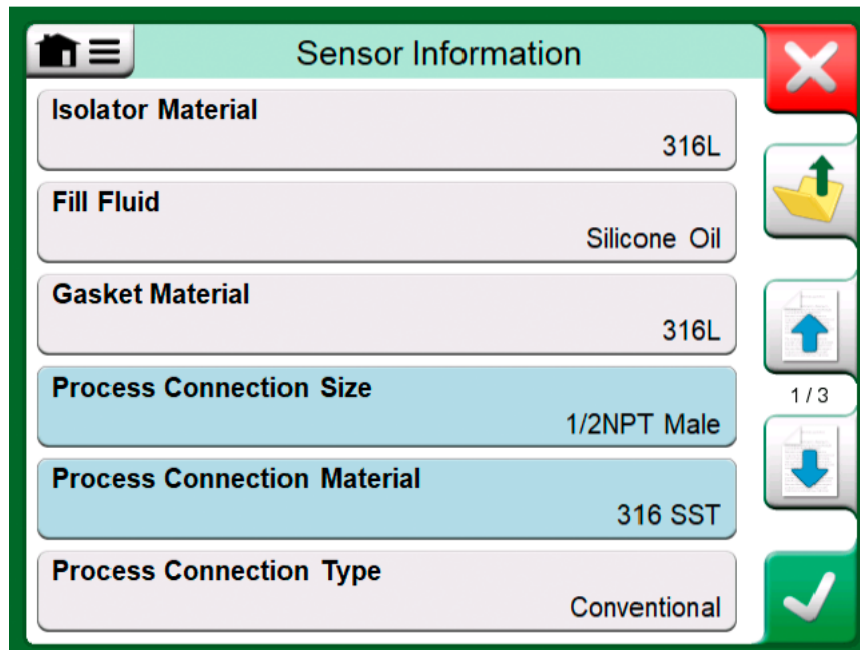 Sensor Information
Isolator Material
316L
Fill Fluid
Silicone Oil
Gasket Material
316L
Process Connection Size
1/2NPT Male
1 / 3
Process Connection Material
316 SST
Process Connection Type
Conventional